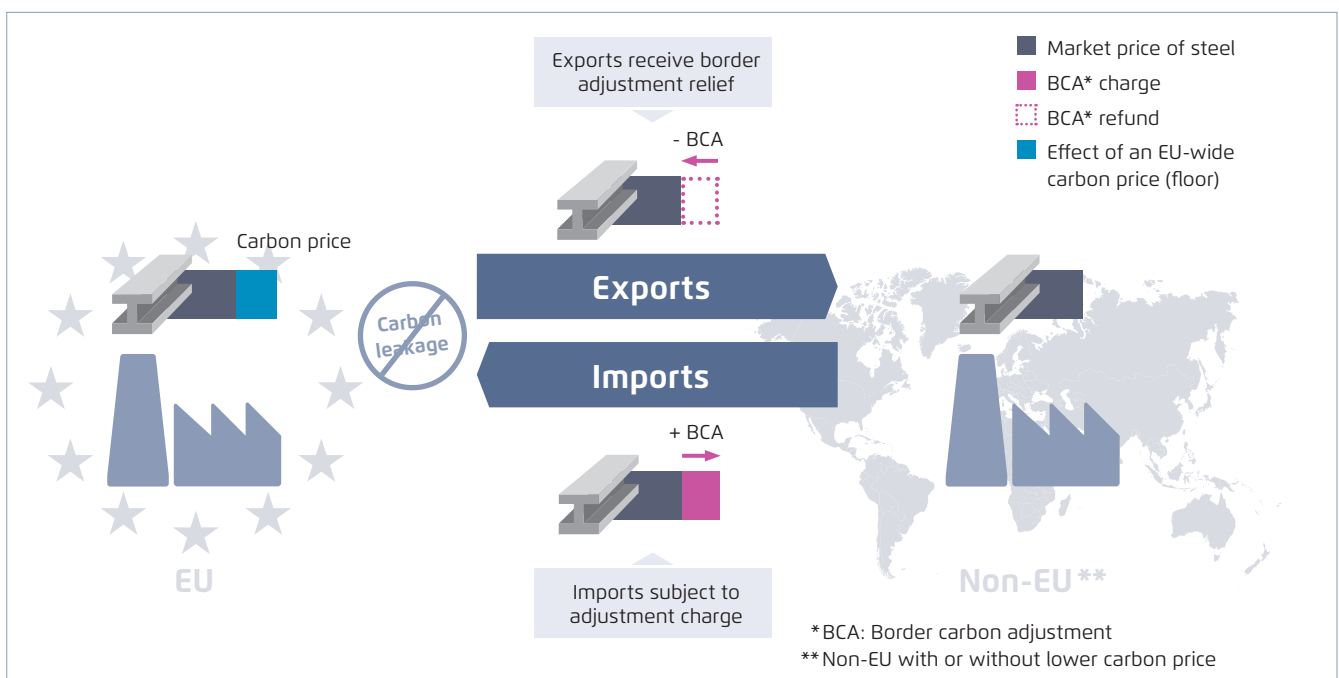 Exports receive border
adjustment relief
- BCA
Market price of steel
BCA* charge
BCA* refund
Effect of an EU-wide
carbon price (floor)
Carbon price
Carbon
leakage
Exports
Imports
+ BCA
EU
Non-EU**
Imports subject to
adjustment charge
*BCA: Border carbon adjustment
**Non-EU with or without lower carbon price